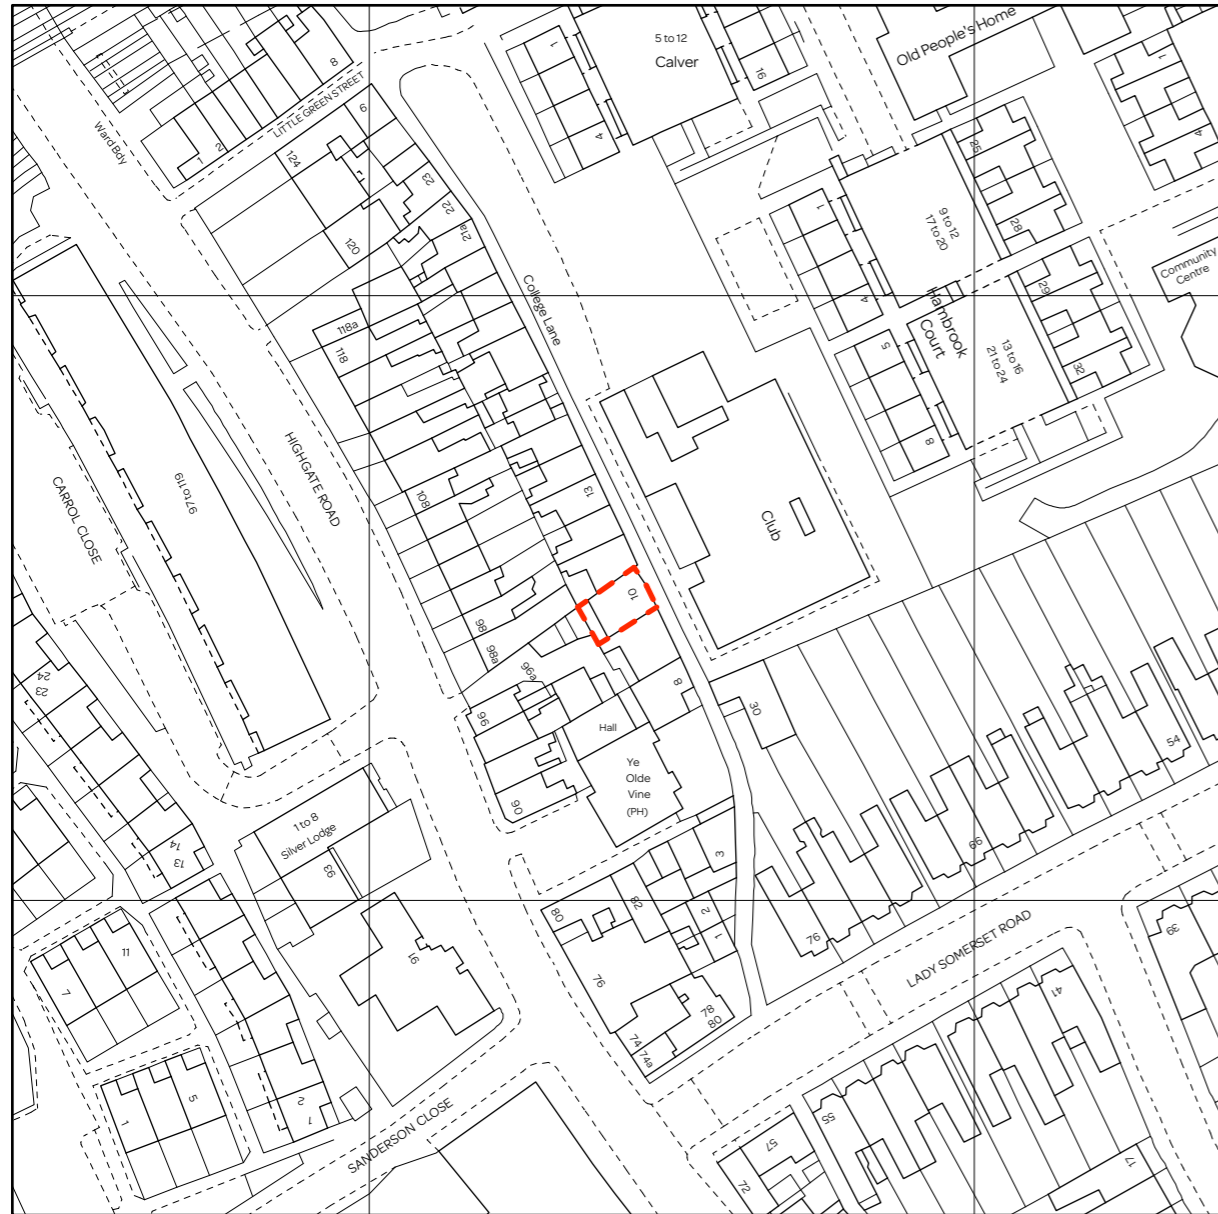 5 to 12
Calver
Old People's Home
1
16
4
8
LITTLE GREEN STREET
6
Ward Bdy
1
2
124
23
22
21a
120
25
28
1
4
9 to 12
17 to 20
1
4
Community
Centre
College Lane
118a
118
29
32
Hambrook
Court
13 to 16
21 to 24
5
8
HIGHGATE ROAD
97 to 119
CARROL CLOSE
108
13
Club
10
98
98a
96a
96
8
30
24
23
Hall
Ye
Olde
Vine
(PH)
90
54
66
1 to 8
Silver Lodge
93
14
13
3
2
1
82
80
76
LADY SOMERSET ROAD
39
11
7
91
76
78
80
74
74a
41
1
5
2
1
SANDERSON CLOSE
55
57
72
17